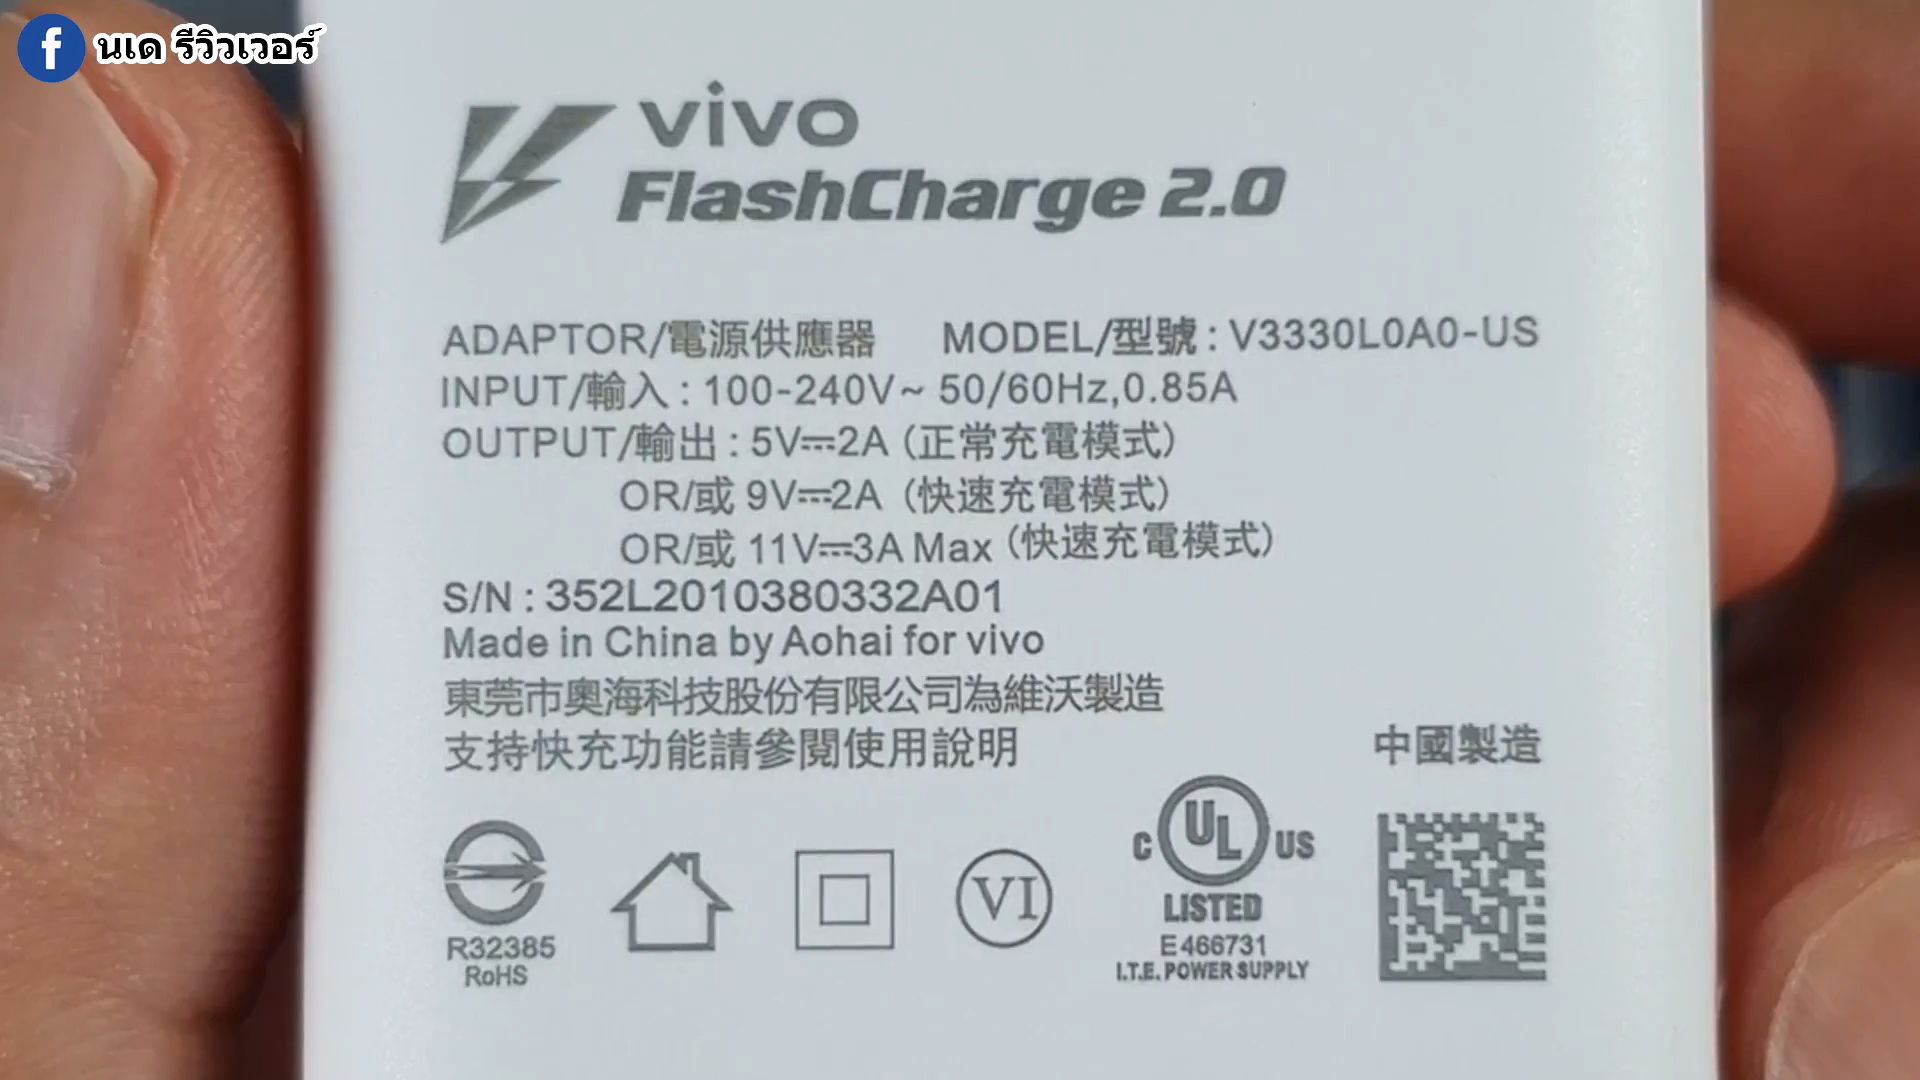 f นเด รีวิวเวอร์
vivo
FlashCharge 2.0
ADAPTOR/電源供應器 MODEL/型號 : V3330L0A0-US
INPUT/輸入 : 100-240V~ 50/60Hz,0.85A
OUTPUT/輸出 : 5V⎓2A (正常充電模式)
OR/或 9V⎓2A (快速充電模式)
OR/或 11V⎓3A Max (快速充電模式)
S/N : 352L2010380332A01
Made in China by Aohai for vivo
東莞市奧海科技股份有限公司為維沃製造
支持快充功能請參閱使用說明
中國製造
R32385
RoHS
VI
C UL US
LISTED
E466731
I.T.E. POWER SUPPLY